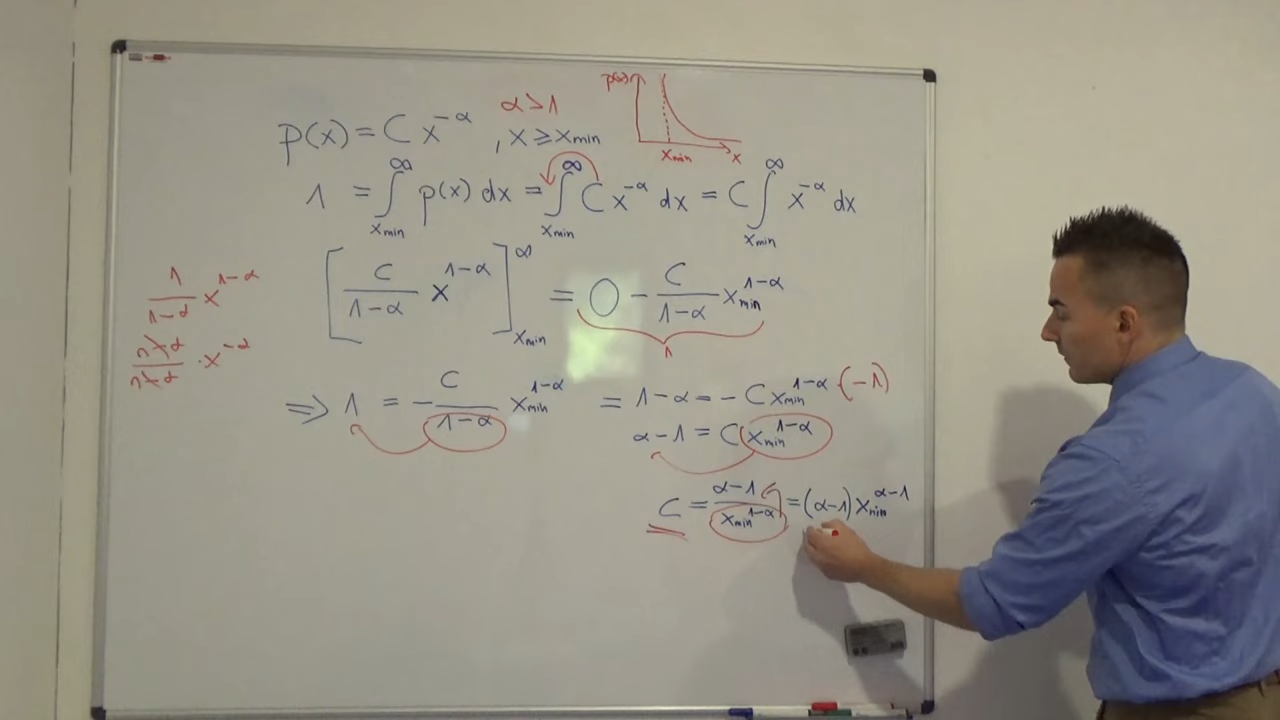 p(x)
α>1
p(x) = C x^{-α} , x ≥ x_min
x_min x
1 = ∫_{x_min}^{∞} p(x) dx = ∫_{x_min}^{∞} C x^{-α} dx = C ∫_{x_min}^{∞} x^{-α} dx
[ C/(1-α) x^{1-α} ]_{x_min}^{∞} = 0 - C/(1-α) x_min^{1-α}
1
1/(1-α) x^{1-α}
1-α/1-α · x^{-α}
⇒ 1 = - C/(1-α) x_min^{1-α} = 1-α = - C x_min^{1-α} (-1)
α-1 = C x_min^{1-α}
C = (α-1)/(x_min^{1-α}) = (α-1) x_min^{α-1}